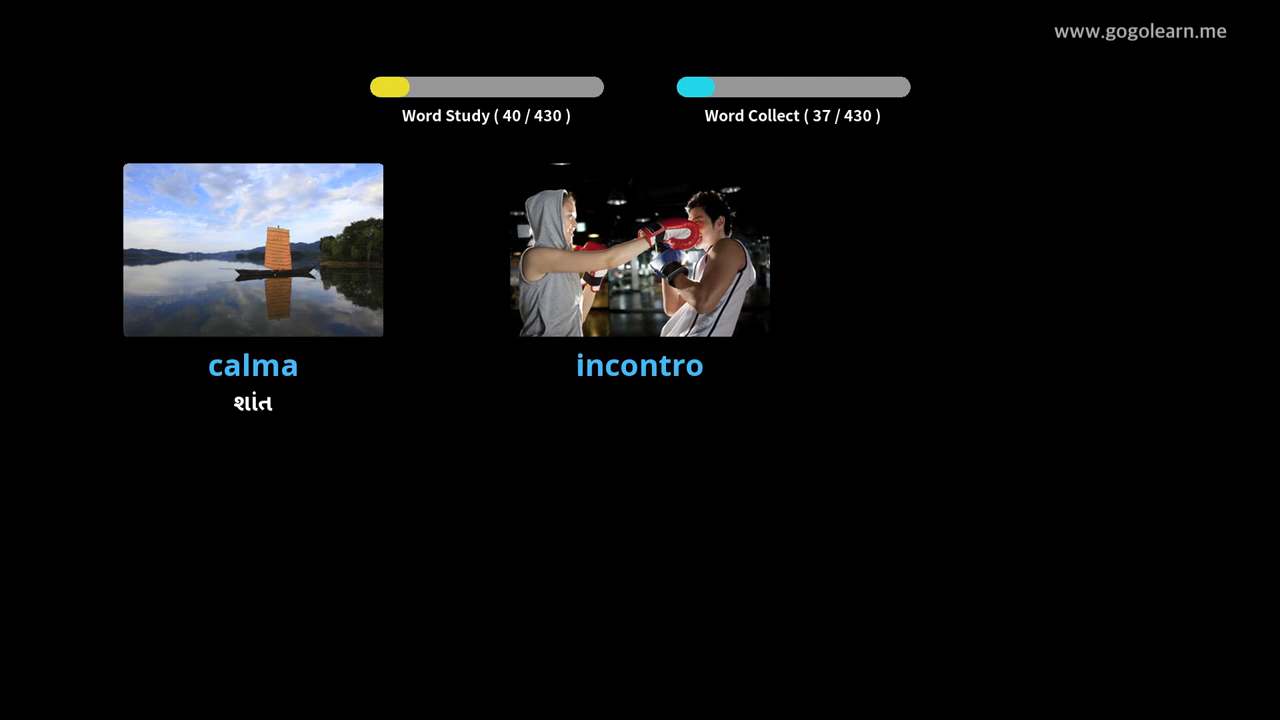 www.gogolearn.me
Word Study ( 40 / 430 )
Word Collect ( 37 / 430 )
calma
શાંત
incontro